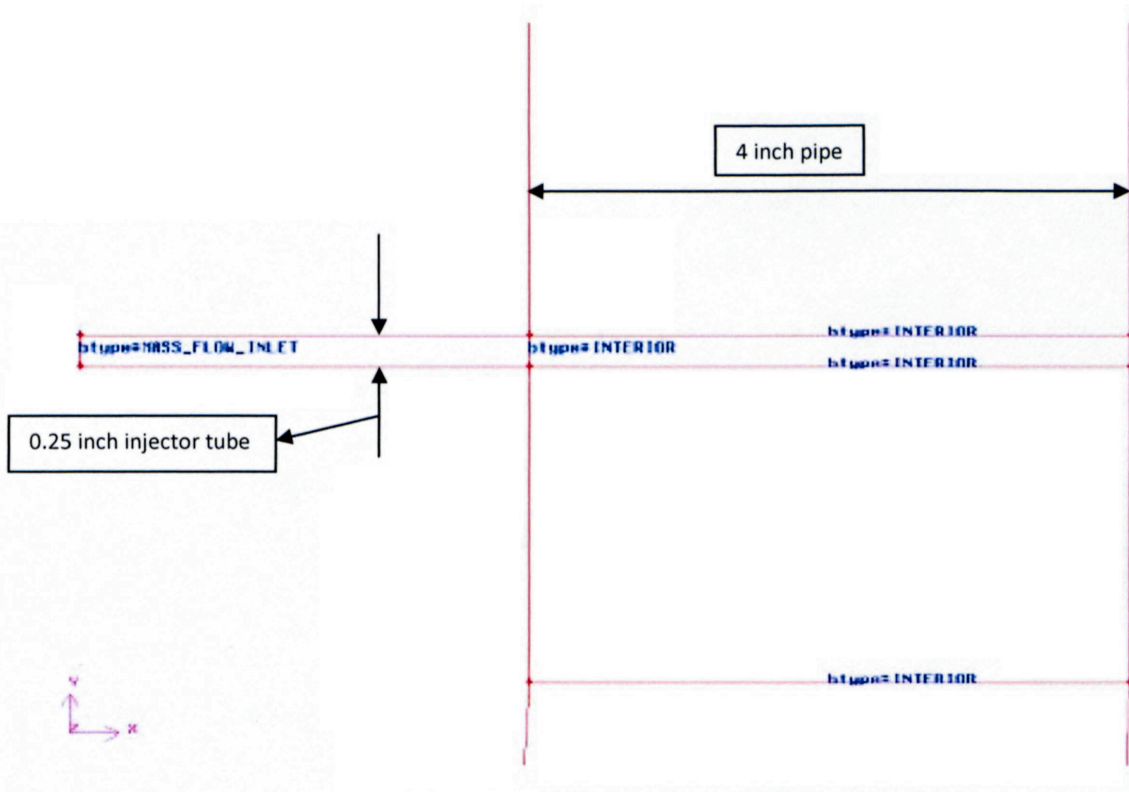 4 inch pipe
btype=INTERIOR
btype=MASS_FLOW_INLET
btype=INTERIOR
btype=INTERIOR
0.25 inch injector tube
btype=INTERIOR